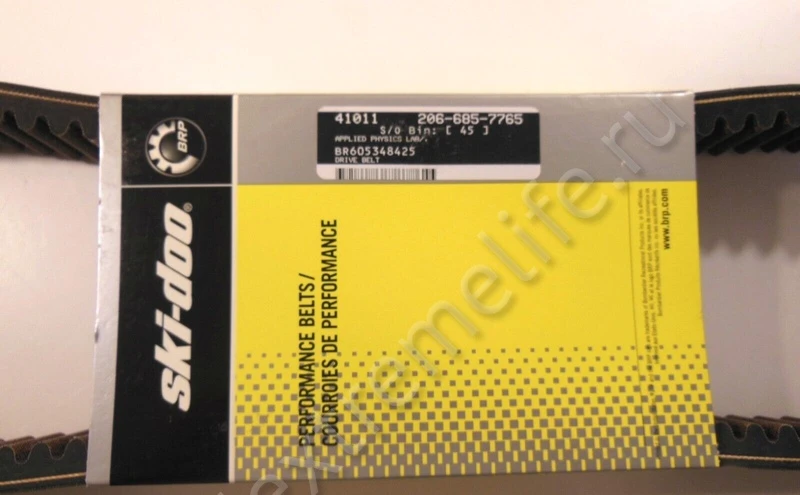 41011 206-685-7765
S/o Bin: [ 45 ]
APPLIED PHYSICS LAB/.
BR605348425
DRIVE BELT
BRP
ski-doo®
PERFORMANCE BELTS/
COURROIES DE PERFORMANCE
www.brp.com
extremelife.ru